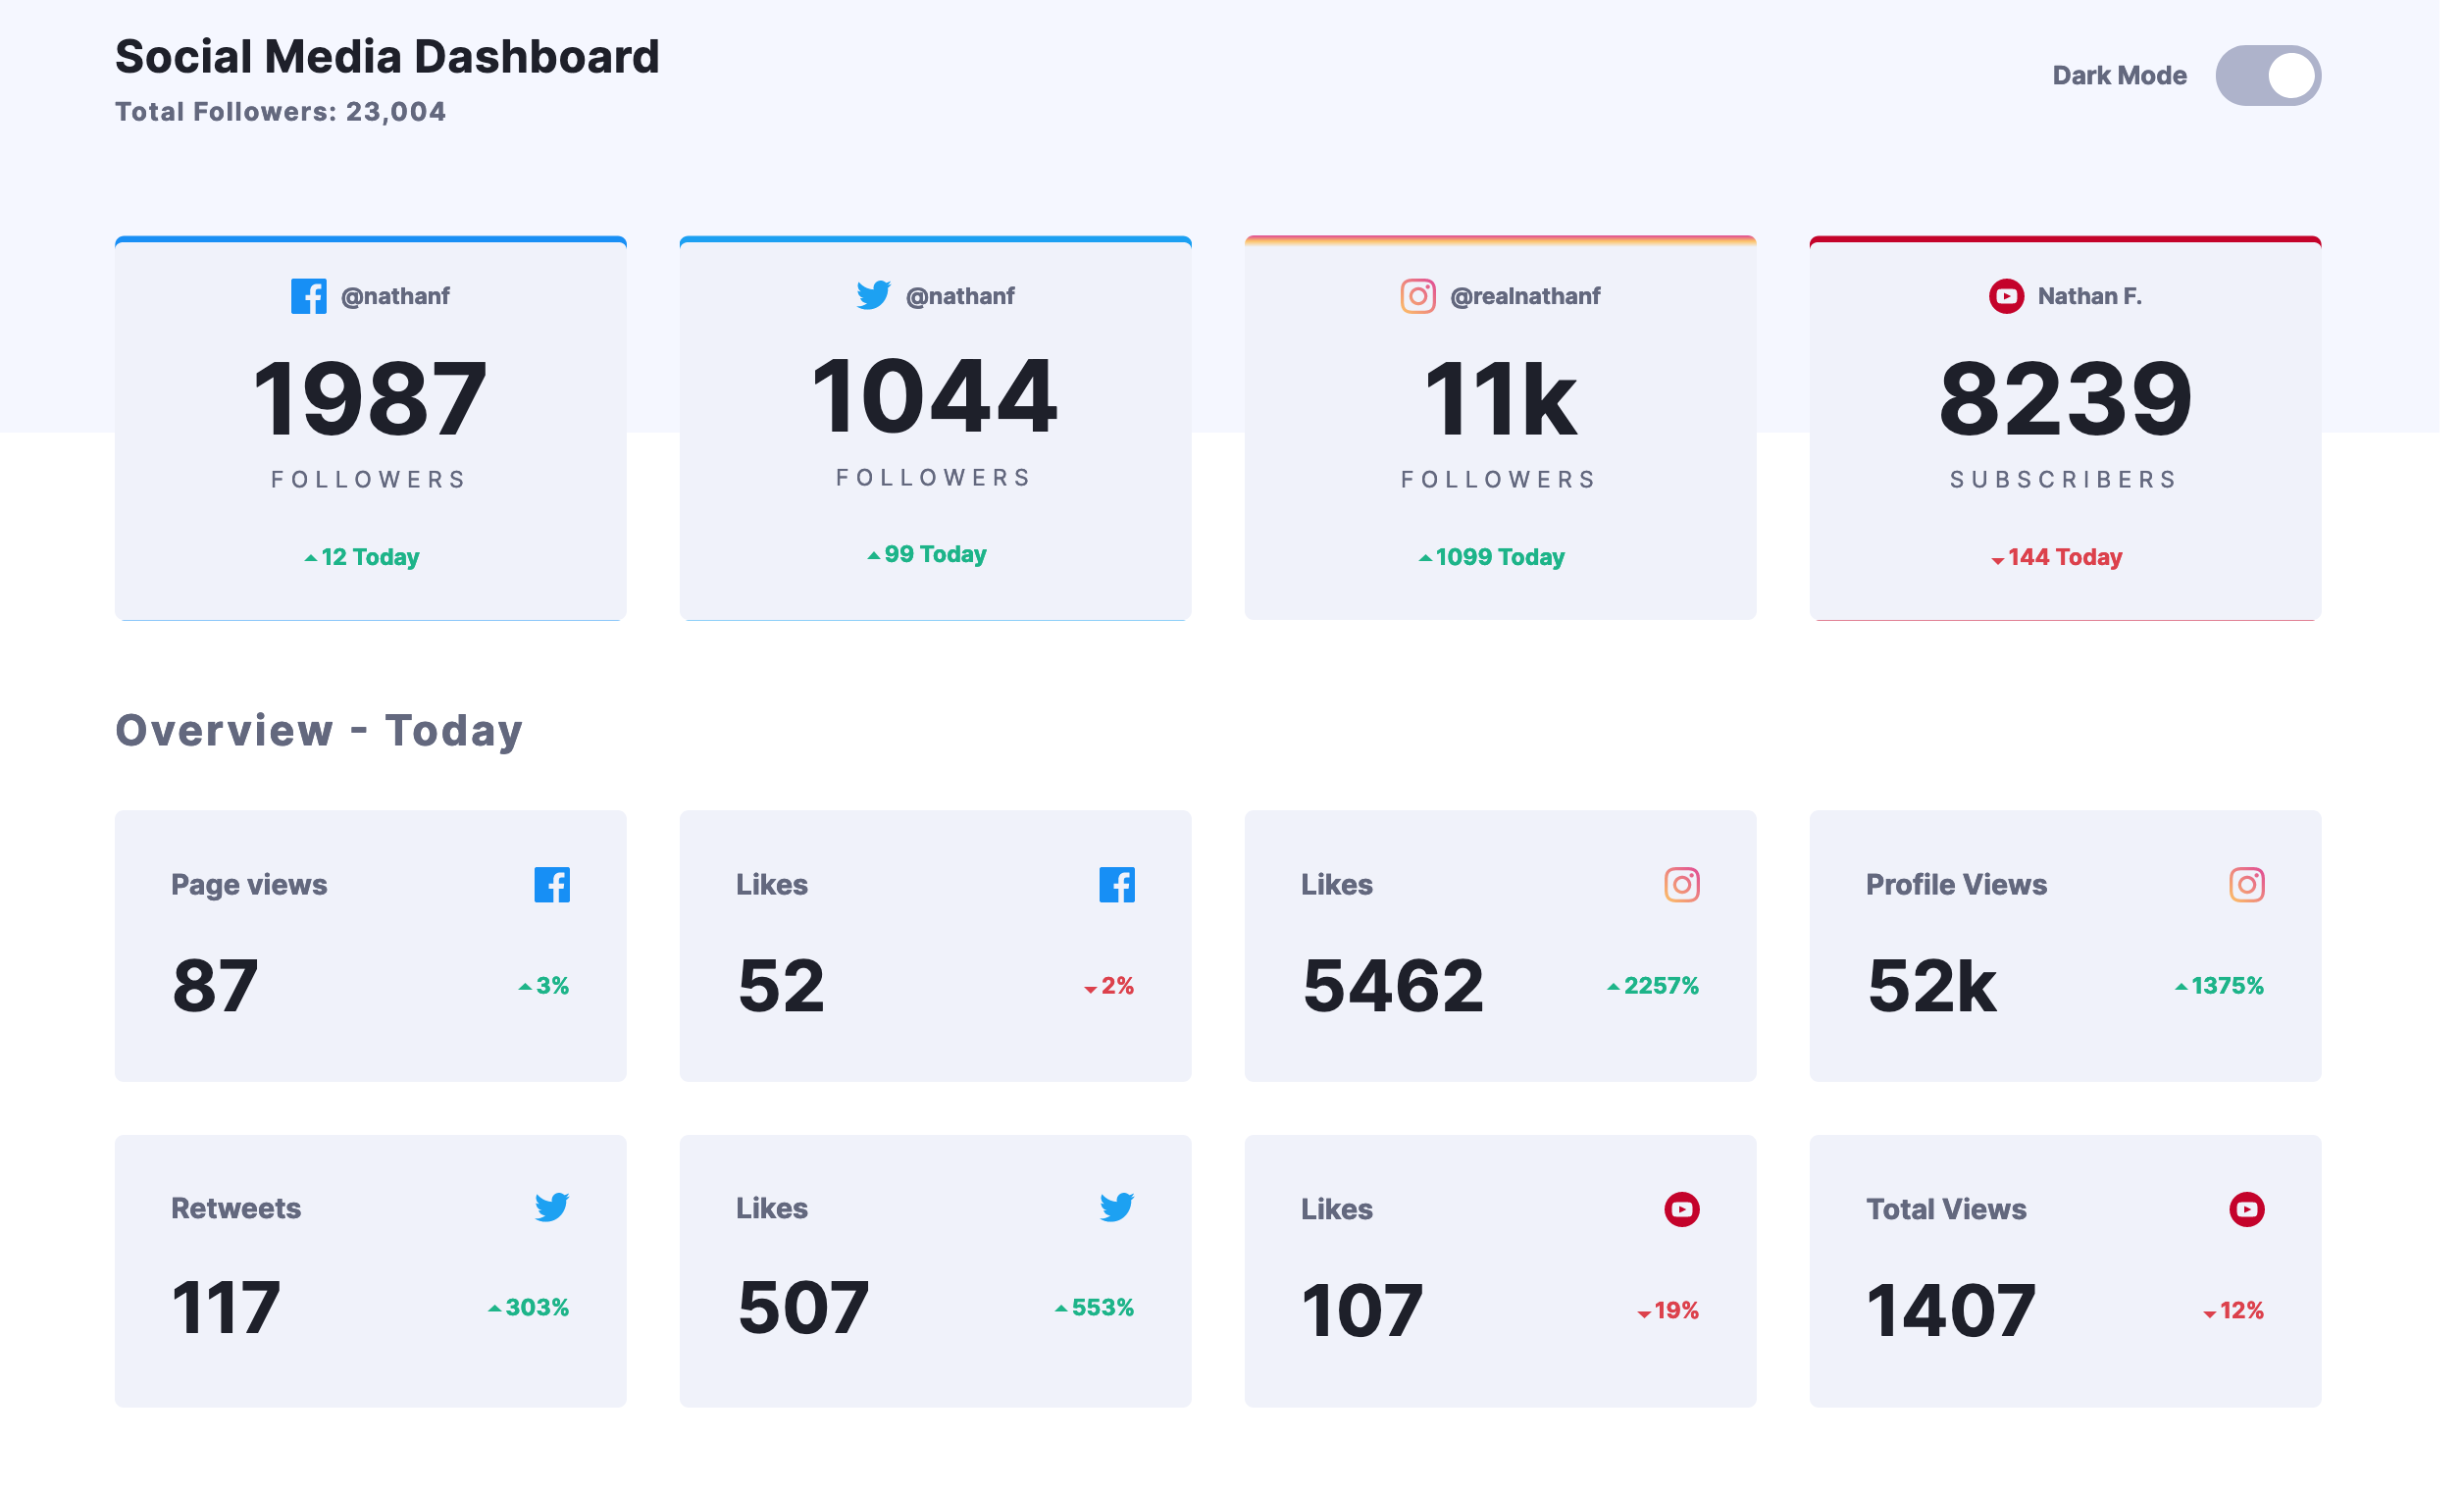 Social Media Dashboard
Total Followers: 23,004
Dark Mode
@nathanf
1987
FOLLOWERS
12 Today
@nathanf
1044
FOLLOWERS
99 Today
@realnathanf
11k
FOLLOWERS
1099 Today
Nathan F.
8239
SUBSCRIBERS
144 Today
Overview - Today
Page views
87
3%
Likes
52
2%
Likes
5462
2257%
Profile Views
52k
1375%
Retweets
117
303%
Likes
507
553%
Likes
107
19%
Total Views
1407
12%